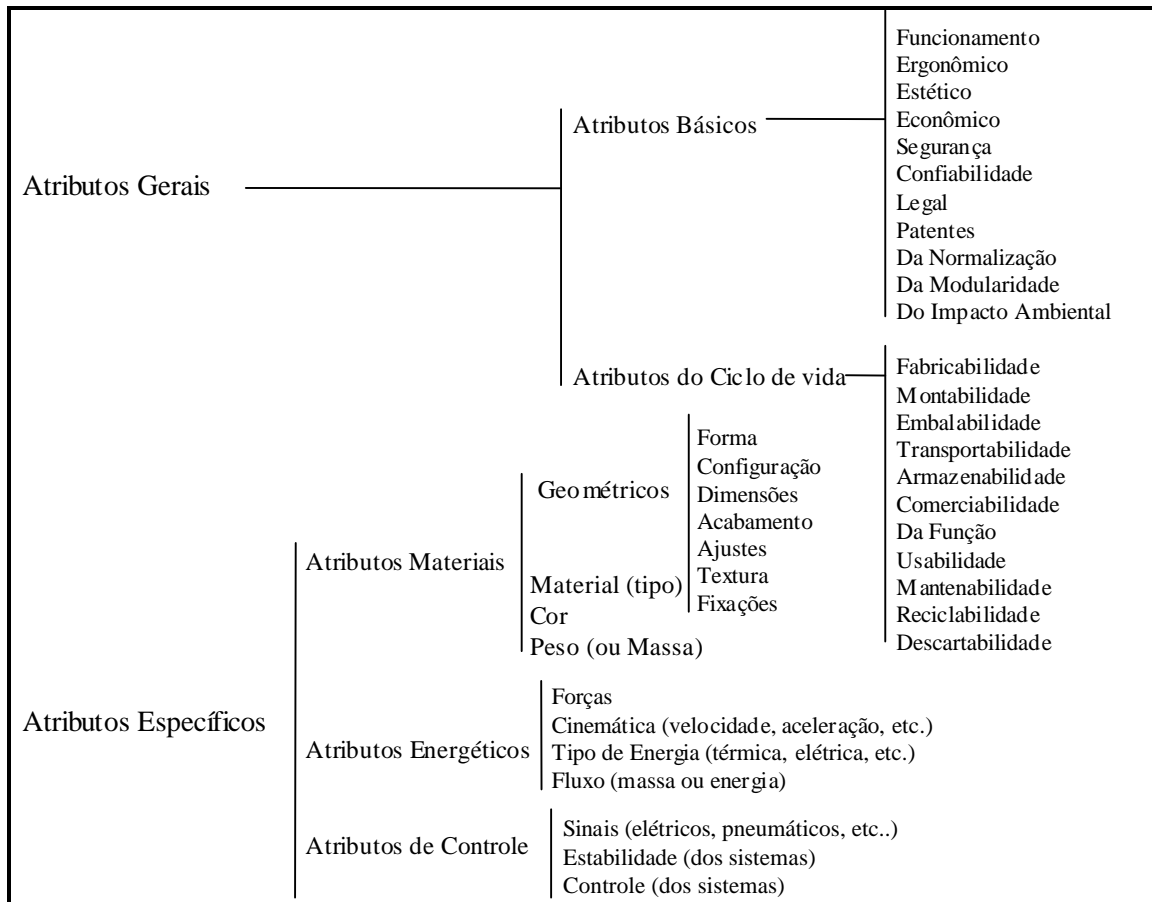 Atributos Gerais
Atributos Básicos
Funcionamento
Ergonômico
Estético
Econômico
Segurança
Confiabilidade
Legal
Patentes
Da Normalização
Da Modularidade
Do Impacto Ambiental
Atributos do Ciclo de vida
Fabricabilidade
Montabilidade
Embalabilidade
Transportabilidade
Armazenabilidade
Comerciabilidade
Da Função
Usabilidade
Mantenabilidade
Reciclabilidade
Descartabilidade
Atributos Específicos
Atributos Materiais
Geométricos
Forma
Configuração
Dimensões
Acabamento
Ajustes
Textura
Fixações
Material (tipo)
Cor
Peso (ou Massa)
Atributos Energéticos
Forças
Cinemática (velocidade, aceleração, etc.)
Tipo de Energia (térmica, elétrica, etc.)
Fluxo (massa ou energia)
Atributos de Controle
Sinais (elétricos, pneumáticos, etc..)
Estabilidade (dos sistemas)
Controle (dos sistemas)